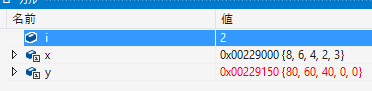 名前 値
i 2
x 0x00229000 {8, 6, 4, 2, 3}
y 0x00229150 {80, 60, 40, 0, 0}